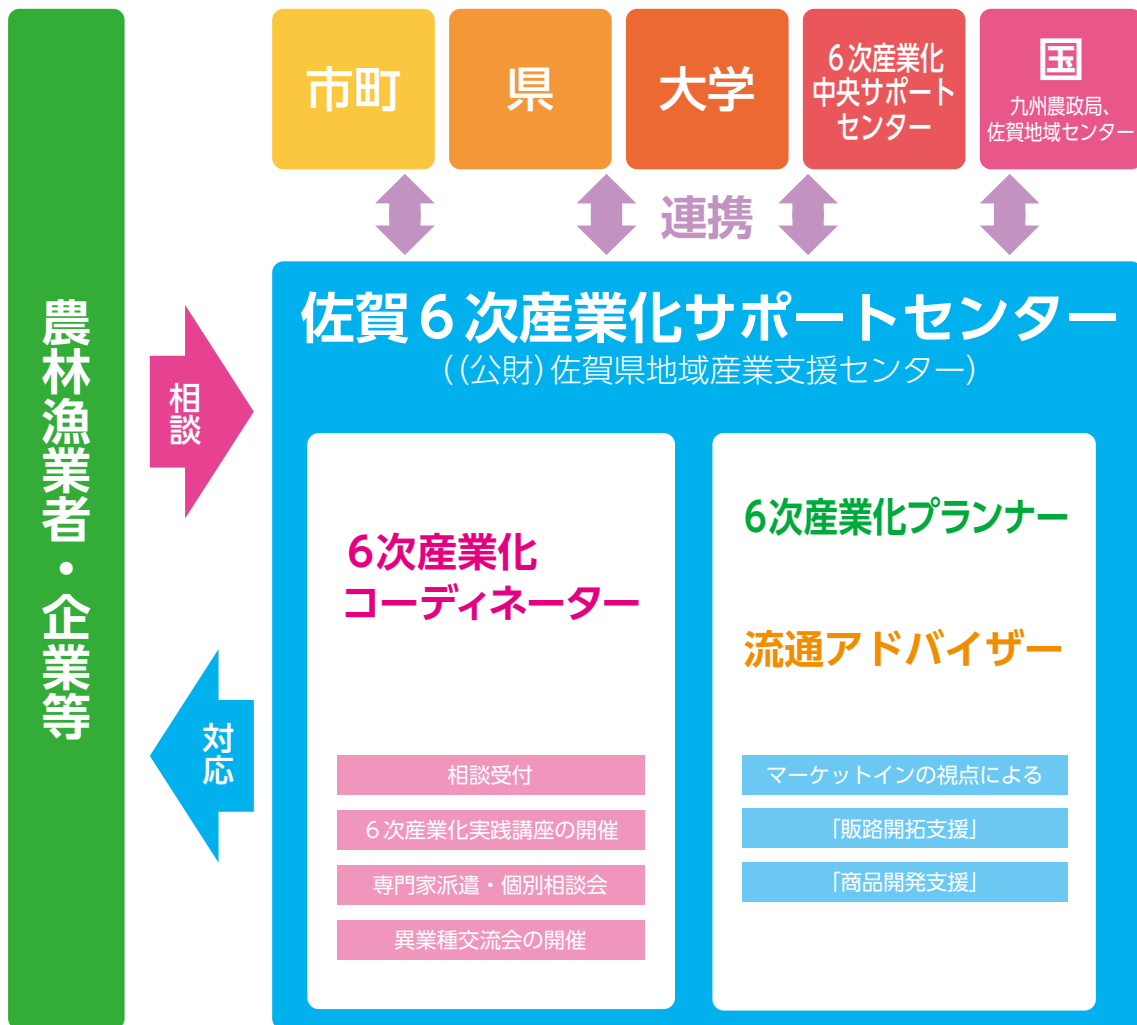 市町
県
大学
６次産業化
中央サポート
センター
国
九州農政局、
佐賀地域センター
連携
農林漁業者・企業等
相談
対応
佐賀６次産業化サポートセンター
（（公財）佐賀県地域産業支援センター）
６次産業化
コーディネーター
相談受付
６次産業化実践講座の開催
専門家派遣・個別相談会
異業種交流会の開催
６次産業化プランナー
流通アドバイザー
マーケットインの視点による
「販路開拓支援」
「商品開発支援」